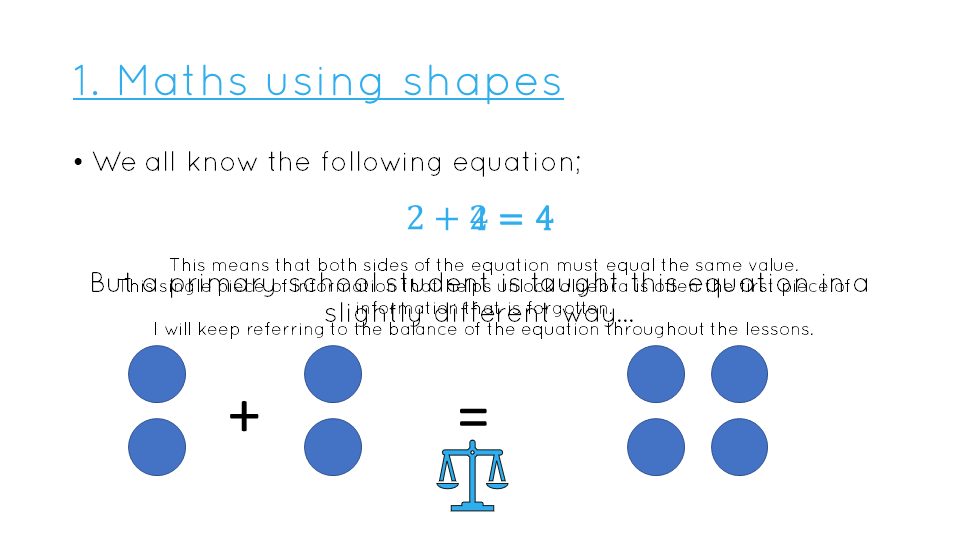 1. Maths using shapes
• We all know the following equation;
2 + 2 = 4
This means that both sides of the equation must equal the same value.
But a primary school student is taught this equation in a
This single piece of information that helps unlock algebra is often the first piece of
information that is forgotten.
slightly different way...
I will keep referring to the balance of the equation throughout the lessons.
+ =